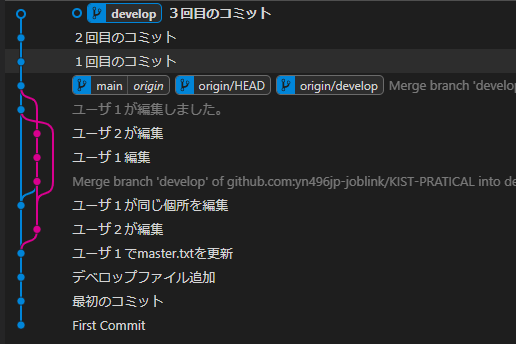 develop ３回目のコミット
２回目のコミット
１回目のコミット
main origin origin/HEAD origin/develop Merge branch 'develop
ユーザ１が編集しました。
ユーザ２が編集
ユーザ１編集
Merge branch 'develop' of github.com:yn496jp-joblink/KIST-PRATICAL into de
ユーザ１が同じ個所を編集
ユーザ２が編集
ユーザ１でmaster.txtを更新
デベロップファイル追加
最初のコミット
First Commit